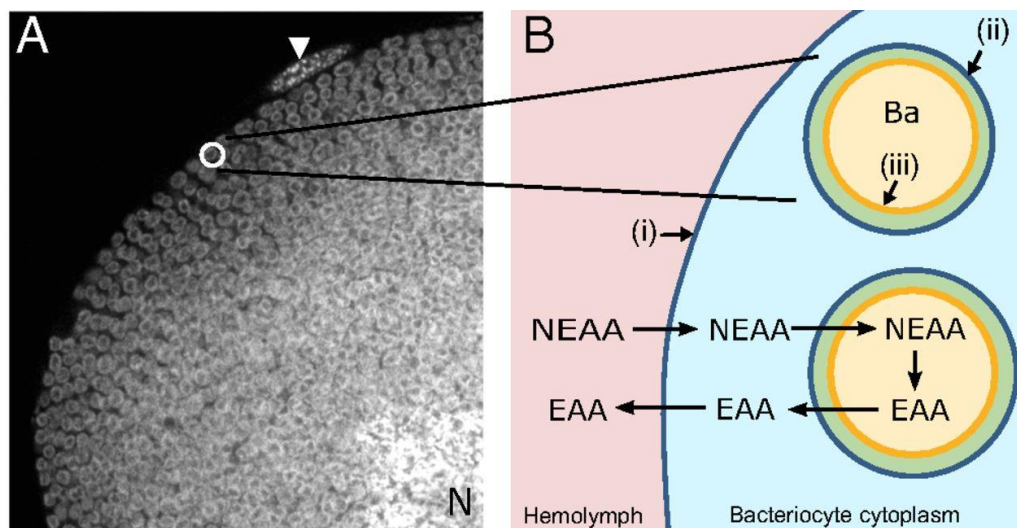 A
N
B
(ii)
Ba
(iii)
(i)
NEAA NEAA NEAA
EAA EAA EAA
Hemolymph Bacteriocyte cytoplasm